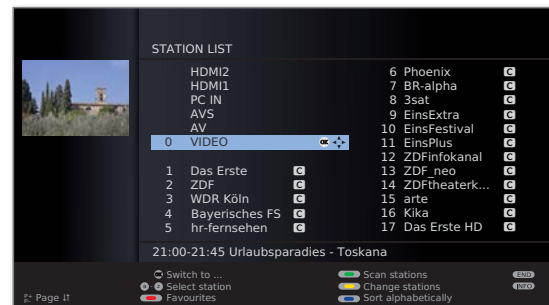 STATION LIST
HDMI2
HDMI1
PC IN
AVS
AV
0 VIDEO OK
1 Das Erste C
2 ZDF C
3 WDR Köln C
4 Bayerisches FS C
5 hr-fernsehen C
6 Phoenix C
7 BR-alpha C
8 3sat C
9 EinsExtra C
10 EinsFestival C
11 EinsPlus C
12 ZDFinfokanal C
13 ZDF_neo C
14 ZDFtheaterk... C
15 arte C
16 Kika C
17 Das Erste HD C
21:00-21:45 Urlaubsparadies - Toskana
OK Switch to ...
Select station
Favourites
Scan stations
Change stations
Sort alphabetically
END
INFO
P+ P- Page